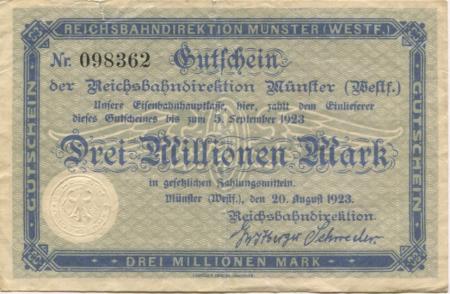 REICHSBAHNDIREKTION MÜNSTER (WESTF.)
Nr. 098362 Gutschein
der Reichsbahndirektion Münster (Westf.)
Unsere Eisenbahnhauptkasse, hier, zahlt dem Einlieferer
dieses Gutscheines bis zum 5. September 1923
Drei Millionen Mark
in gesetzlichen Zahlungsmitteln.
Münster (Westf.), den 20. August 1923.
Reichsbahndirektion.
GUTSCHEIN
GUTSCHEIN
DREI MILLIONEN MARK